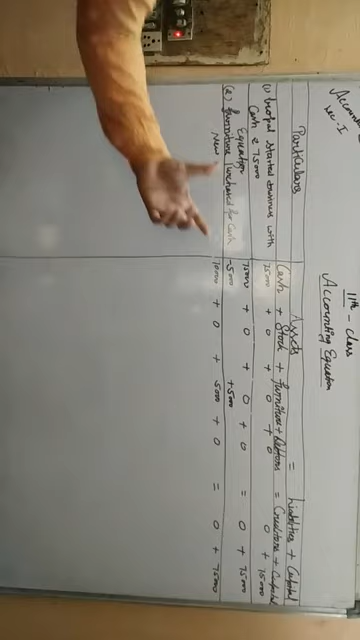 Accoun
Lec. I
11th - Class
Accounting Equation
Particulars
Assets = Liabilities + Capital
Cash + Stock + furniture + Debtors = Creditors + Capital
(1) started business with 75000 + 0 + 0 + 0 0 + 75000
Cash ₹ 75000
Equation 75000 + 0 + 0 + 0 = 0 + 75000
(2) furniture Purchased for Cash -5000 +5000
New 70000 + 0 + 5000 + 0 = 0 + 75000